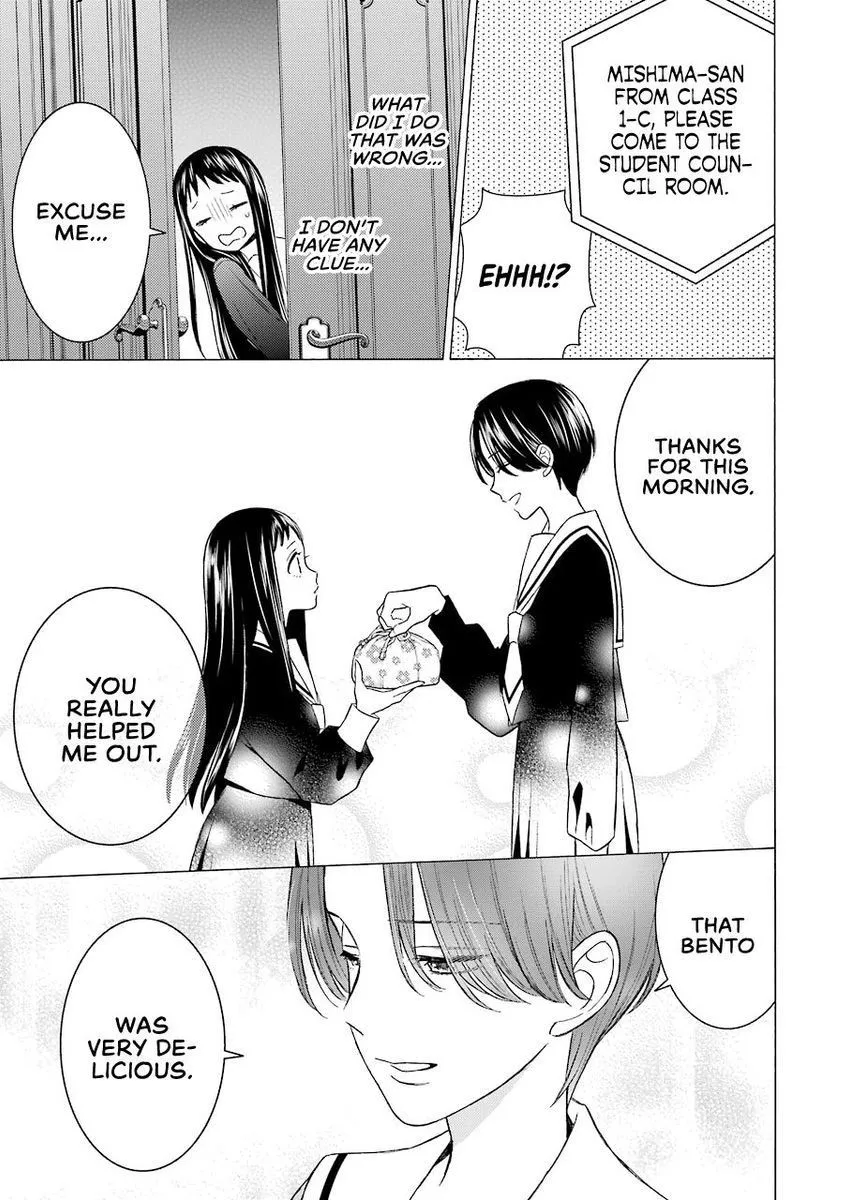 MISHIMA-SAN
FROM CLASS
1-C, PLEASE
COME TO THE
STUDENT COUN-
CIL ROOM.
EHHH!?
WHAT
DID I DO
THAT WAS
WRONG...
I DON'T
HAVE ANY
CLUE...
EXCUSE
ME...
THANKS
FOR THIS
MORNING.
YOU
REALLY
HELPED
ME OUT.
THAT
BENTO
WAS
VERY DE-
LICIOUS.